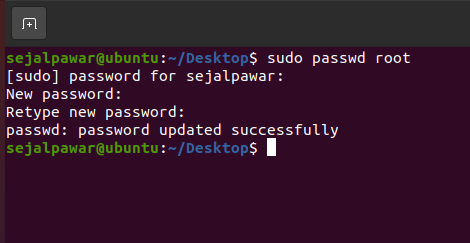 sejalpawar@ubuntu:~/Desktop$ sudo passwd root
[sudo] password for sejalpawar:
New password:
Retype new password:
passwd: password updated successfully
sejalpawar@ubuntu:~/Desktop$